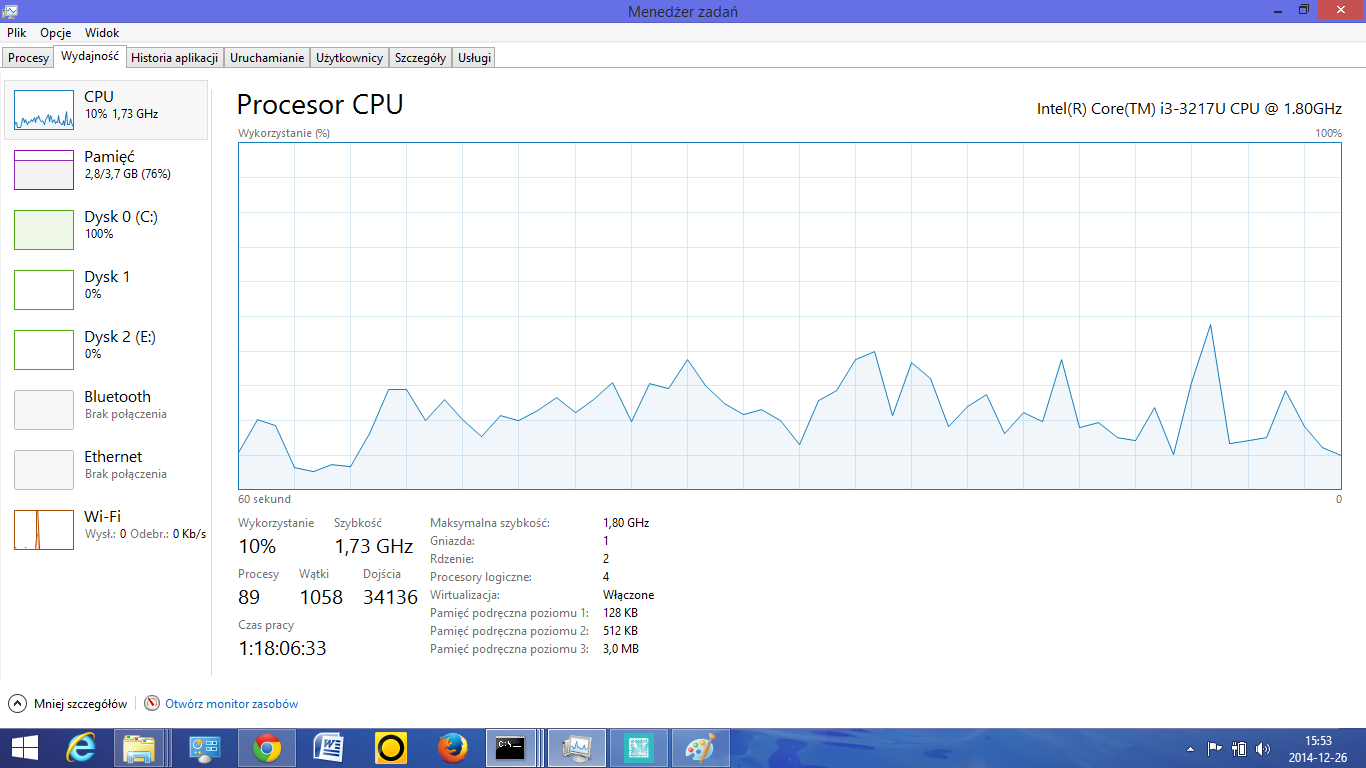 Menedżer zadań
Plik Opcje Widok
Procesy Wydajność Historia aplikacji Uruchamianie Użytkownicy Szczegóły Usługi
CPU
10% 1,73 GHz
Pamięć
2,8/3,7 GB (76%)
Dysk 0 (C:)
100%
Dysk 1
0%
Dysk 2 (E:)
0%
Bluetooth
Brak połączenia
Ethernet
Brak połączenia
Wi-Fi
Wysł.: 0 Odebr.: 0 Kb/s
Procesor CPU
Intel(R) Core(TM) i3-3217U CPU @ 1.80GHz
Wykorzystanie (%)
100%
60 sekund
0
Wykorzystanie Szybkość
10% 1,73 GHz
Procesy Wątki Dojścia
89 1058 34136
Czas pracy
1:18:06:33
Maksymalna szybkość: 1,80 GHz
Gniazda: 1
Rdzenie: 2
Procesory logiczne: 4
Wirtualizacja: Włączone
Pamięć podręczna poziomu 1: 128 KB
Pamięć podręczna poziomu 2: 512 KB
Pamięć podręczna poziomu 3: 3,0 MB
Mniej szczegółów
Otwórz monitor zasobów
C:\
15:53
2014-12-26